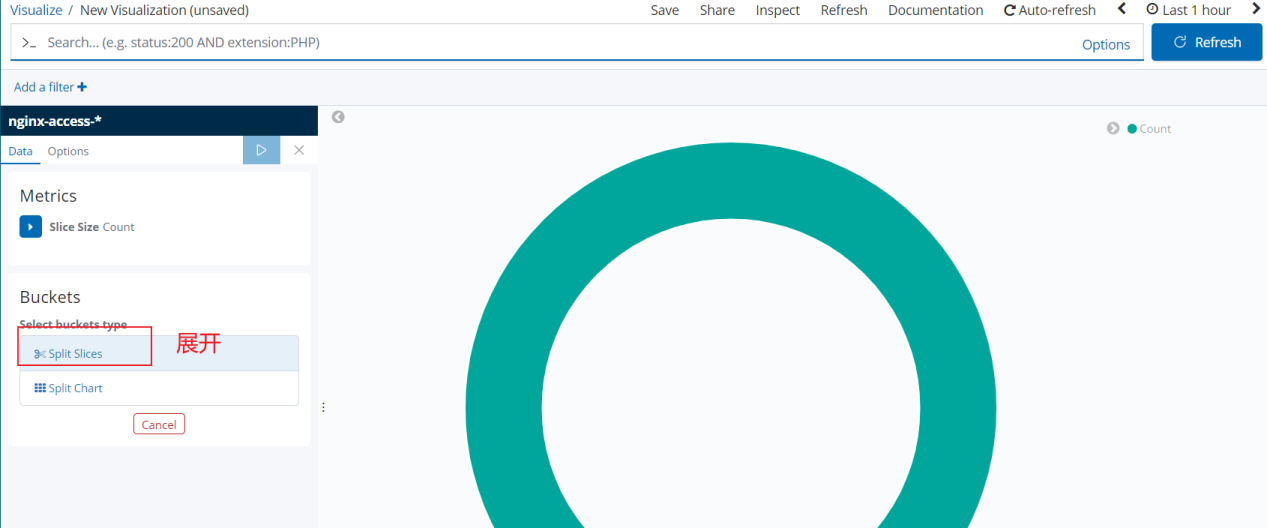 Visualize / New Visualization (unsaved) Save Share Inspect Refresh Documentation Auto-refresh Last 1 hour
>_ Search... (e.g. status:200 AND extension:PHP) Options Refresh
Add a filter +
nginx-access-*
Data Options
Count
Metrics
Slice Size Count
Buckets
Select buckets type
Split Slices
展开
Split Chart
Cancel